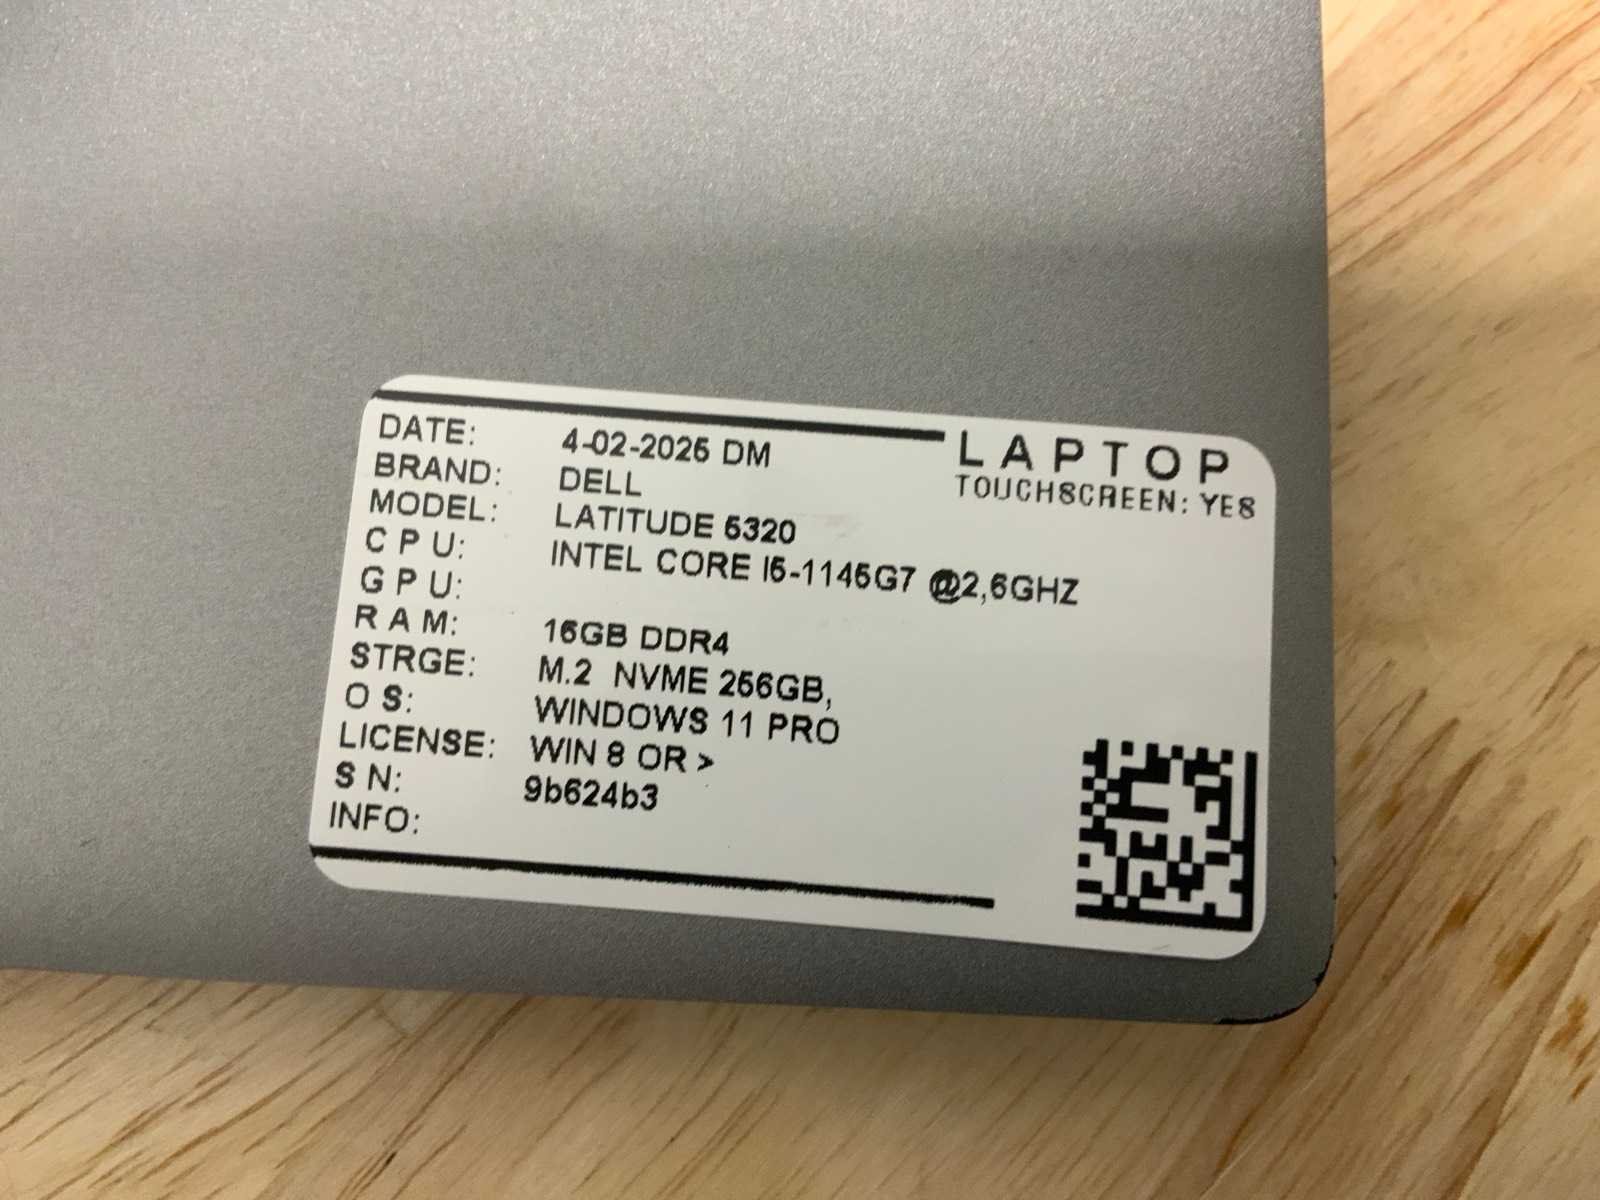 LAPTOP
TOUCHSCREEN: YES
DATE: 4-02-2025 DM
BRAND: DELL
MODEL: LATITUDE 5320
C P U: INTEL CORE I5-1145G7 @2,6GHZ
G P U:
R A M: 16GB DDR4
STRGE: M.2 NVME 256GB,
O S: WINDOWS 11 PRO
LICENSE: WIN 8 OR >
S N: 9b624b3
INFO: